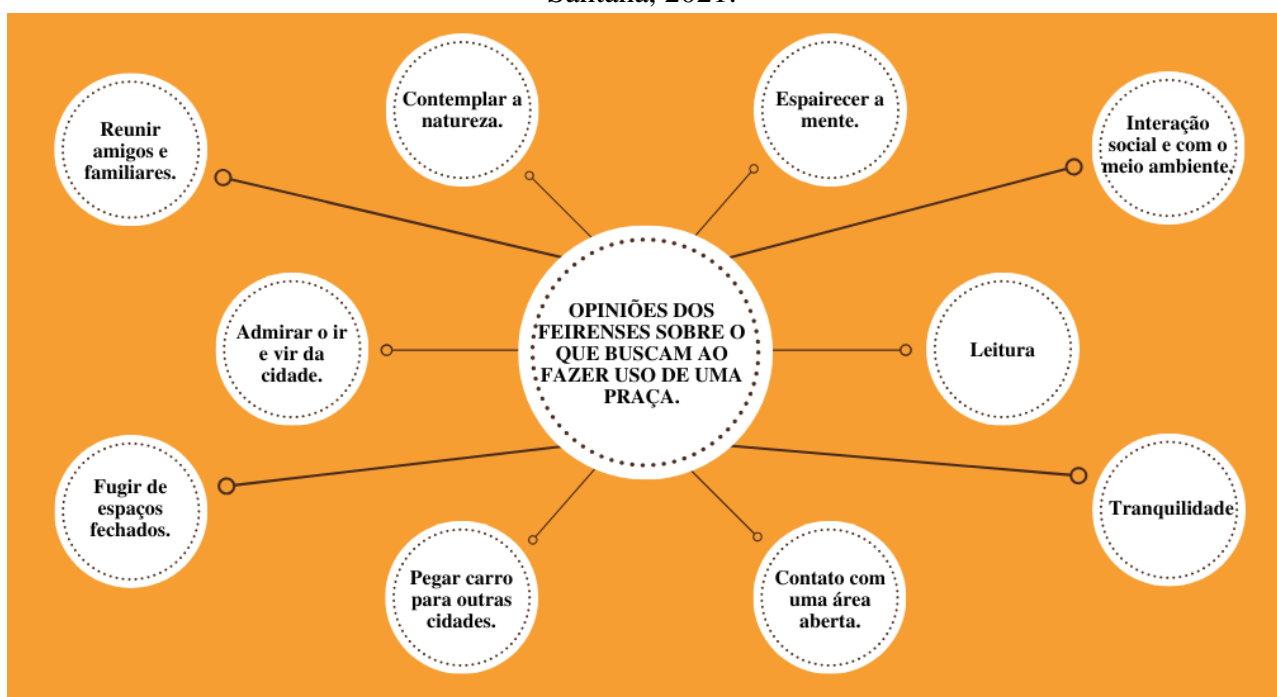 Santana, 2021.
Contemplar a
natureza.
Espairecer a
mente.
Reunir
amigos e
familiares.
Interação
social e com o
meio ambiente.
OPINIÕES DOS
FEIRENSES SOBRE O
QUE BUSCAM AO
FAZER USO DE UMA
PRAÇA.
Admirar o ir
e vir da
cidade.
Leitura
Fugir de
espaços
fechados.
Tranquilidade
Pegar carro
para outras
cidades.
Contato com
uma área
aberta.